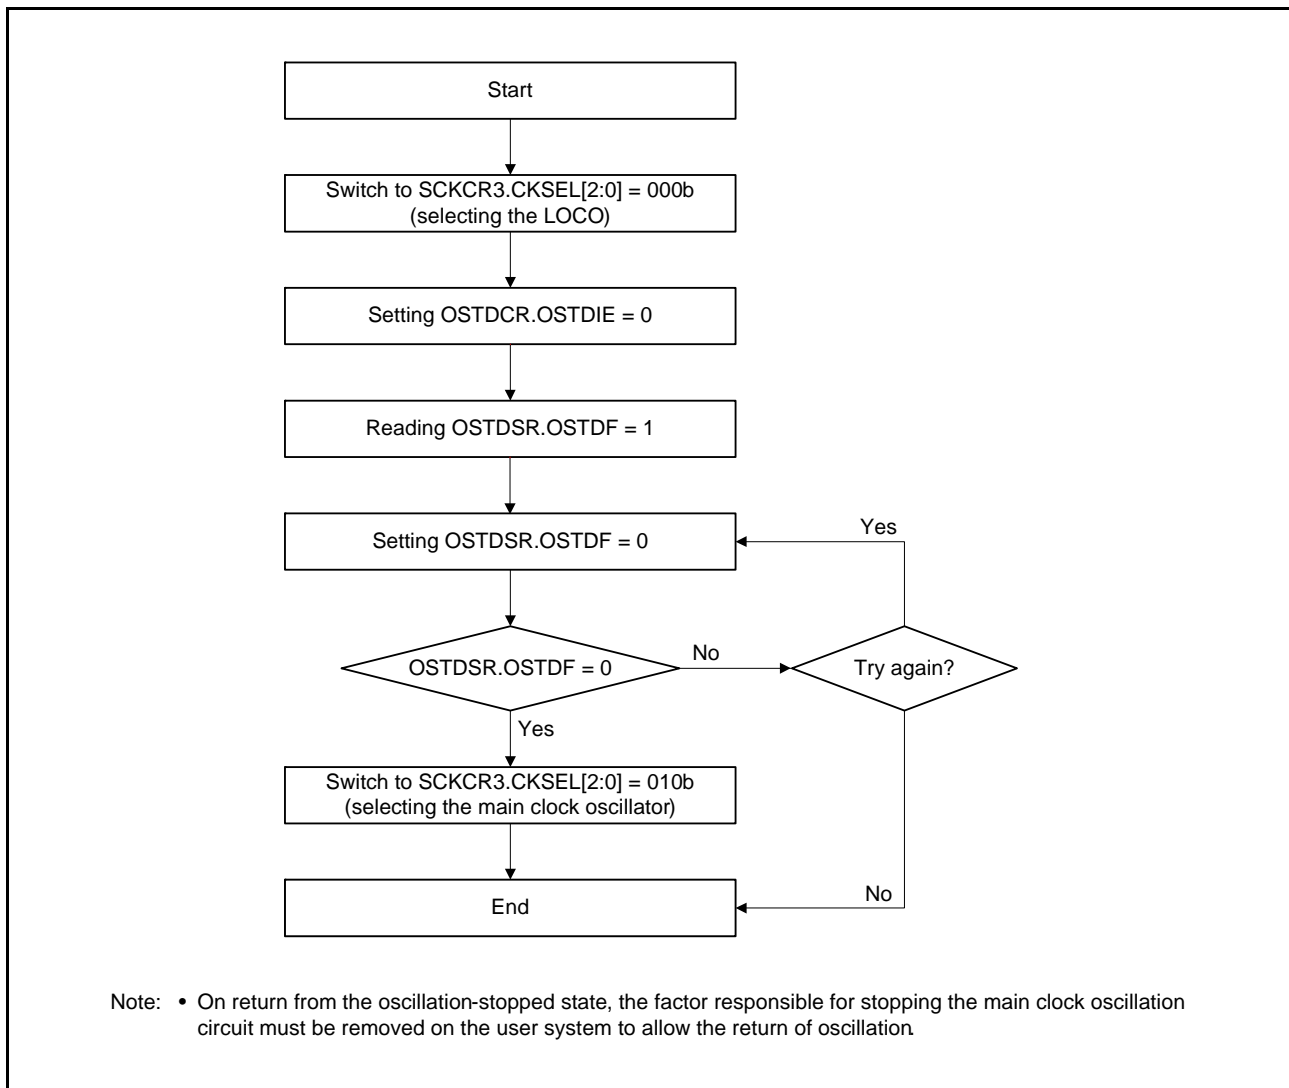 Start
Switch to SCKCR3.CKSEL[2:0] = 000b
(selecting the LOCO)
Setting OSTDCR.OSTDIE = 0
Reading OSTDSR.OSTDF = 1
Setting OSTDSR.OSTDF = 0
Yes
OSTDSR.OSTDF = 0
No
Try again?
Yes
Switch to SCKCR3.CKSEL[2:0] = 010b
(selecting the main clock oscillator)
No
End
Note: • On return from the oscillation-stopped state, the factor responsible for stopping the main clock oscillation
circuit must be removed on the user system to allow the return of oscillation.